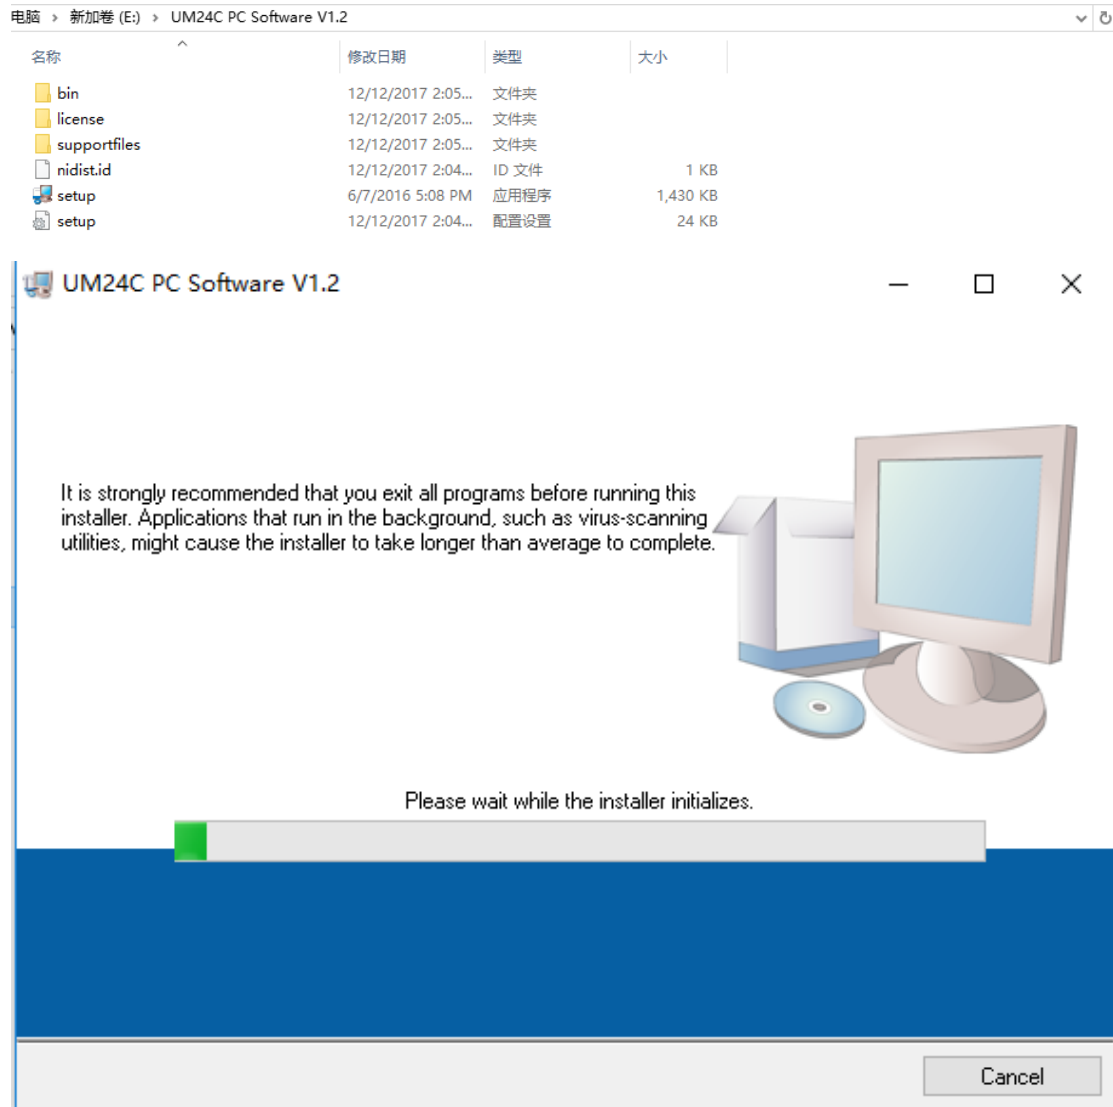 电脑 › 新加卷 (E:) › UM24C PC Software V1.2
名称 修改日期 类型 大小
bin 12/12/2017 2:05... 文件夹
license 12/12/2017 2:05... 文件夹
supportfiles 12/12/2017 2:05... 文件夹
nidist.id 12/12/2017 2:04... ID 文件 1 KB
setup 6/7/2016 5:08 PM 应用程序 1,430 KB
setup 12/12/2017 2:04... 配置设置 24 KB
UM24C PC Software V1.2
It is strongly recommended that you exit all programs before running this
installer. Applications that run in the background, such as virus-scanning
utilities, might cause the installer to take longer than average to complete.
Please wait while the installer initializes.
Cancel